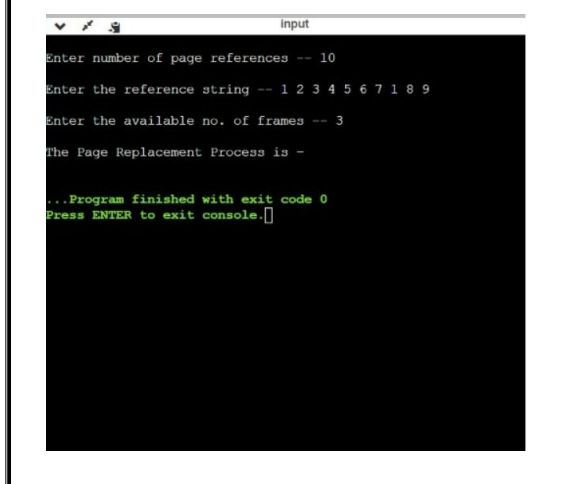 input
Enter number of page references -- 10
Enter the reference string -- 1 2 3 4 5 6 7 1 8 9
Enter the available no. of frames -- 3
The Page Replacement Process is -
...Program finished with exit code 0
Press ENTER to exit console.